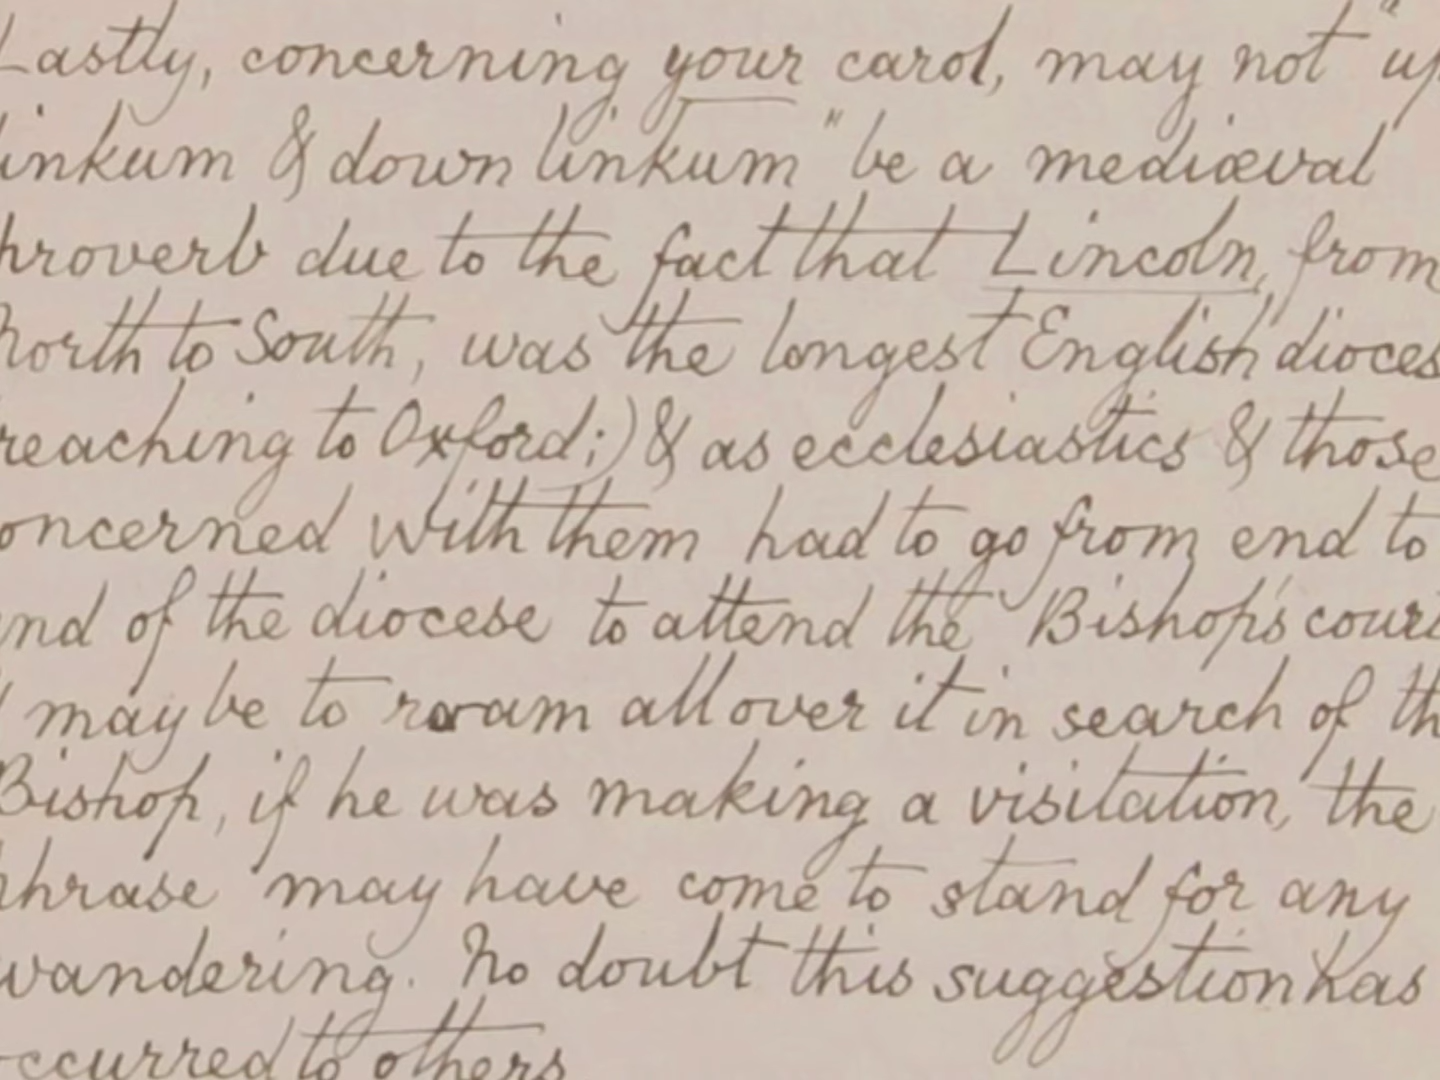 Lastly, concerning your carol, may not "up
linkum & down linkum" be a mediæval
proverb due to the fact that Lincoln, from
North to South, was the longest English dioces
reaching to Oxford;) & as ecclesiastics & those
oncerned with them had to go from end to
end of the diocese to attend the Bishop's court
may be to roam all over it in search of th
Bishop, if he was making a visitation, the
phrase may have come to stand for any
wandering. No doubt this suggestion has
occurred to others